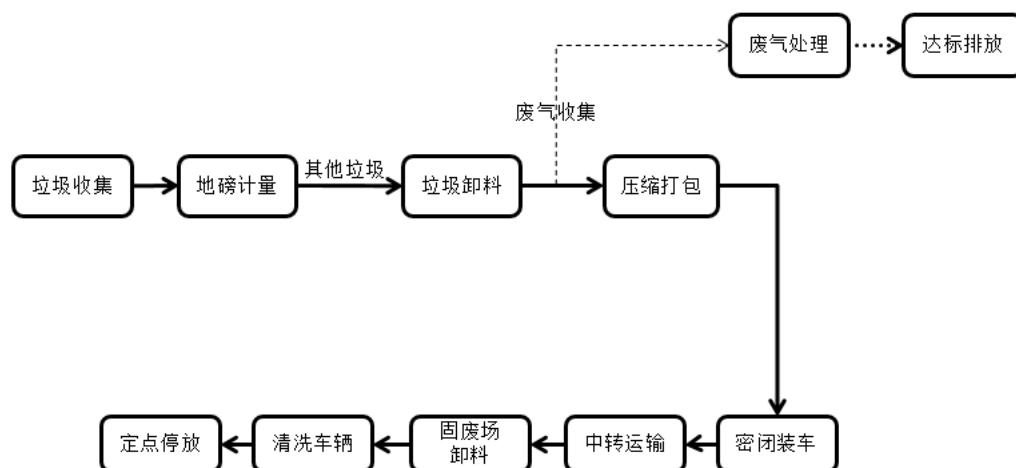 废气处理
达标排放
废气收集
垃圾收集
地磅计量
其他垃圾
垃圾卸料
压缩打包
密闭装车
中转运输
固废场
卸料
清洗车辆
定点停放